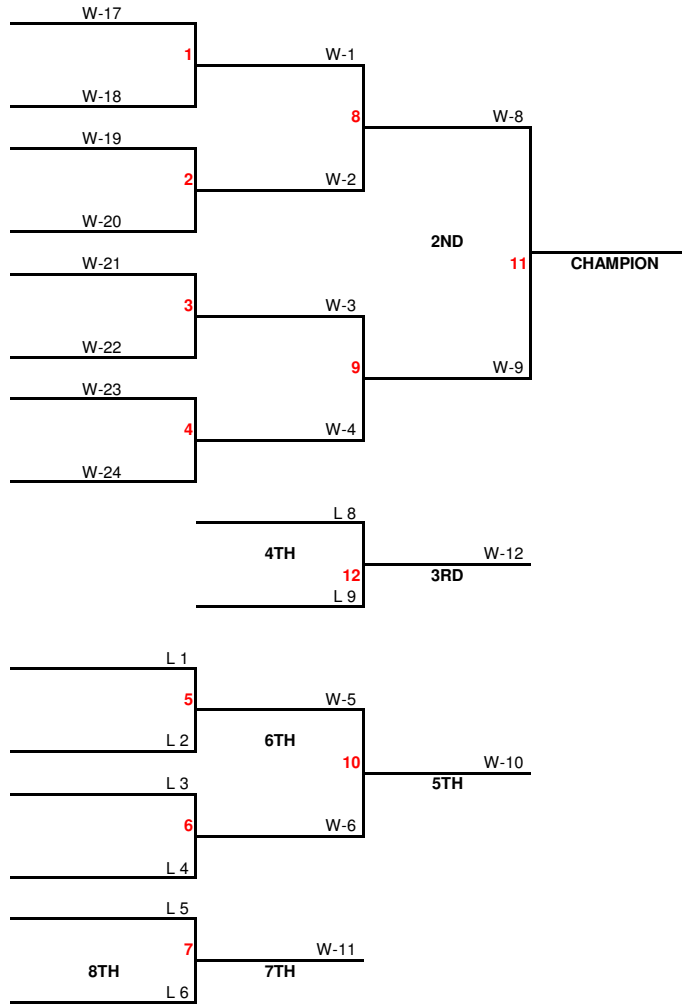 W-17
1 W-1
W-18 8 W-8
W-19
2 W-2
W-20
2ND
W-21 11 CHAMPION
3 W-3
W-22
9 W-9
W-23
4 W-4
W-24
L 8
4TH W-12
12 3RD
L 9
L 1
5 W-5
L 2 6TH
10 W-10
L 3 5TH
6 W-6
L 4
L 5
7 W-11
8TH 7TH
L 6